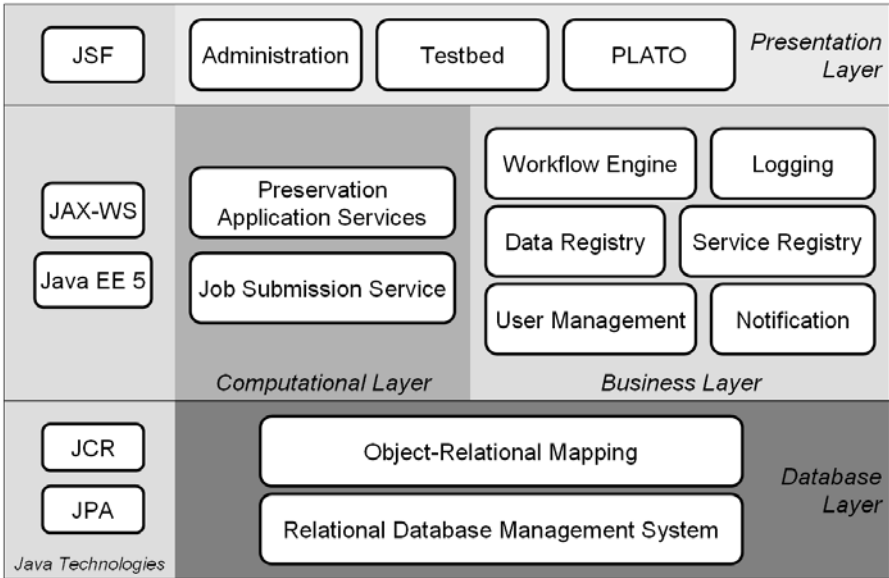 JSF
Administration
Testbed
PLATO
Presentation
Layer
JAX-WS
Java EE 5
Preservation
Application Services
Job Submission Service
Computational Layer
Workflow Engine
Logging
Data Registry
Service Registry
User Management
Notification
Business Layer
JCR
JPA
Java Technologies
Object-Relational Mapping
Relational Database Management System
Database
Layer